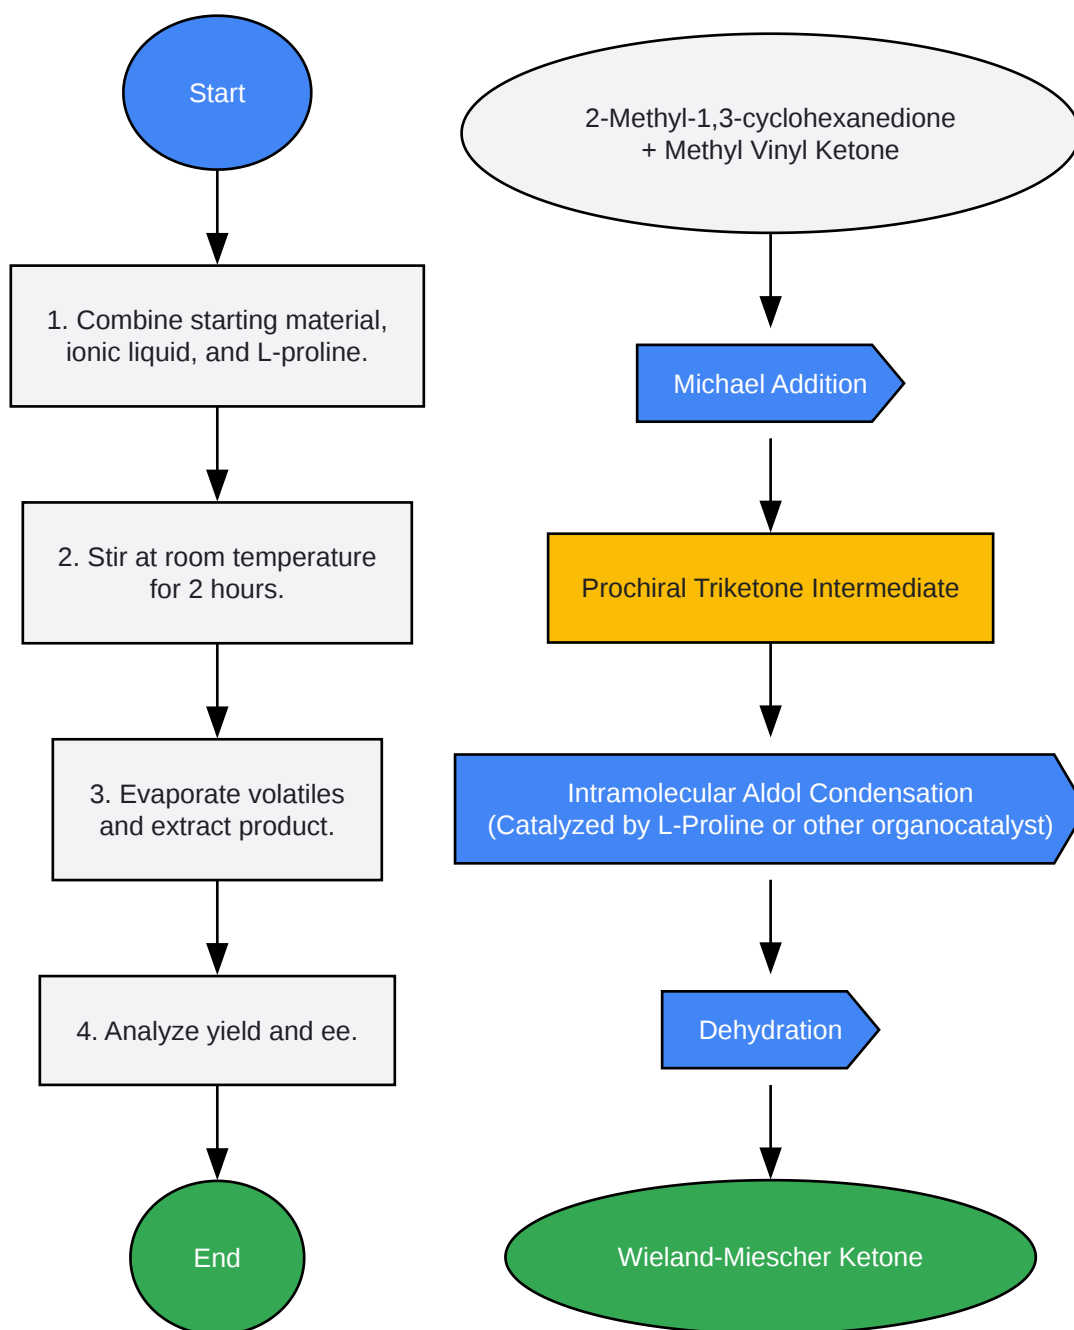 Start
1. Combine starting material,
ionic liquid, and L-proline.
2. Stir at room temperature
for 2 hours.
3. Evaporate volatiles
and extract product.
4. Analyze yield and ee.
End
2-Methyl-1,3-cyclohexanedione
+ Methyl Vinyl Ketone
Michael Addition
Prochiral Triketone Intermediate
Intramolecular Aldol Condensation
(Catalyzed by L-Proline or other organocatalyst)
Dehydration
Wieland-Miescher Ketone